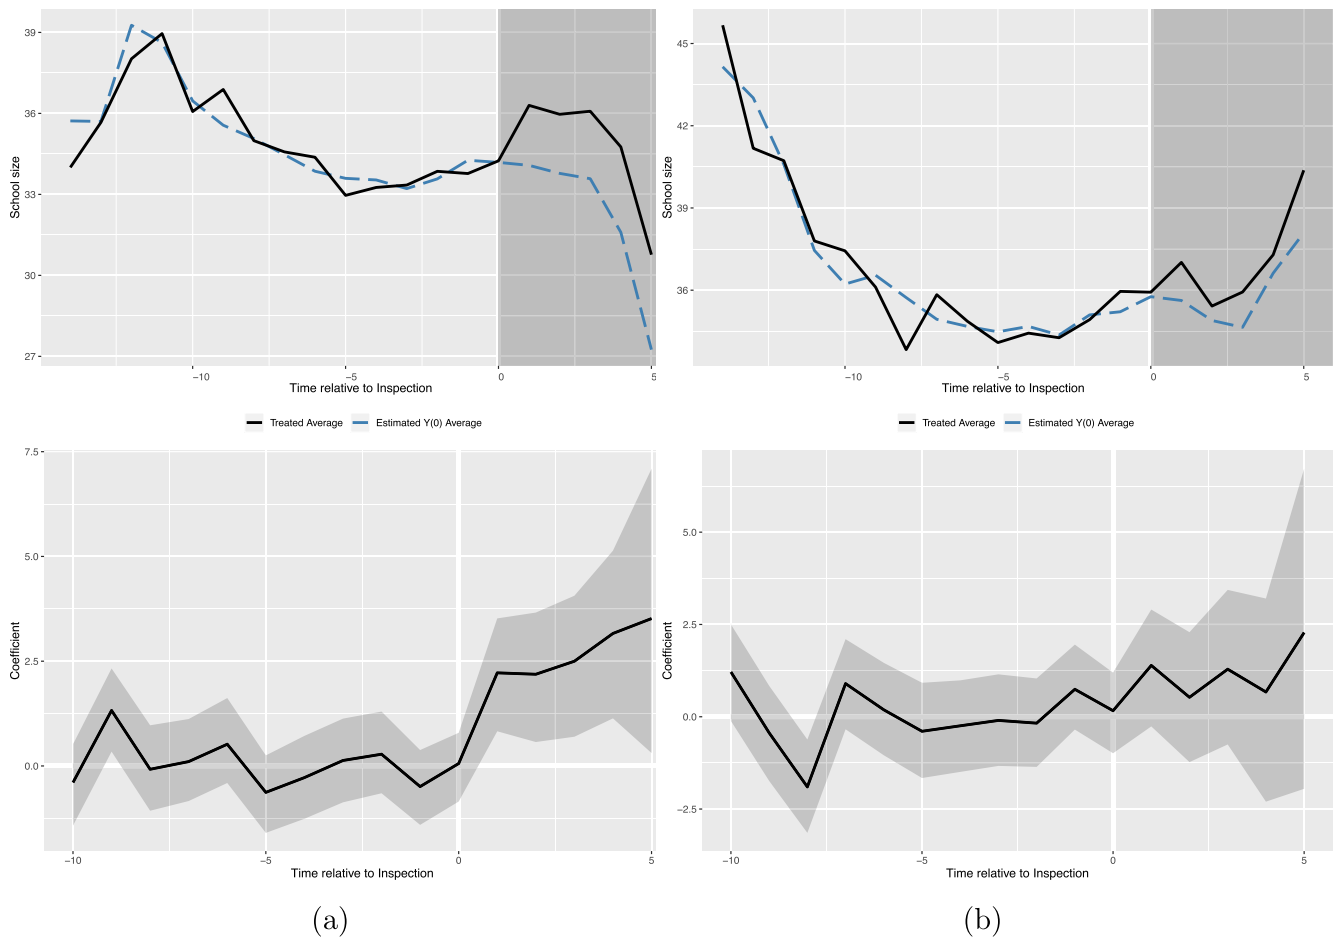 39
36
33
30
27
School size
−10
−5
0
5
Time relative to Inspection
Treated Average
Estimated Y(0) Average
45
42
39
36
School size
−10
−5
0
5
Time relative to Inspection
Treated Average
Estimated Y(0) Average
7.5
5.0
2.5
0.0
Coefficient
−10
−5
0
5
Time relative to Inspection
5.0
2.5
0.0
−2.5
Coefficient
−10
−5
0
5
Time relative to Inspection
(a)
(b)